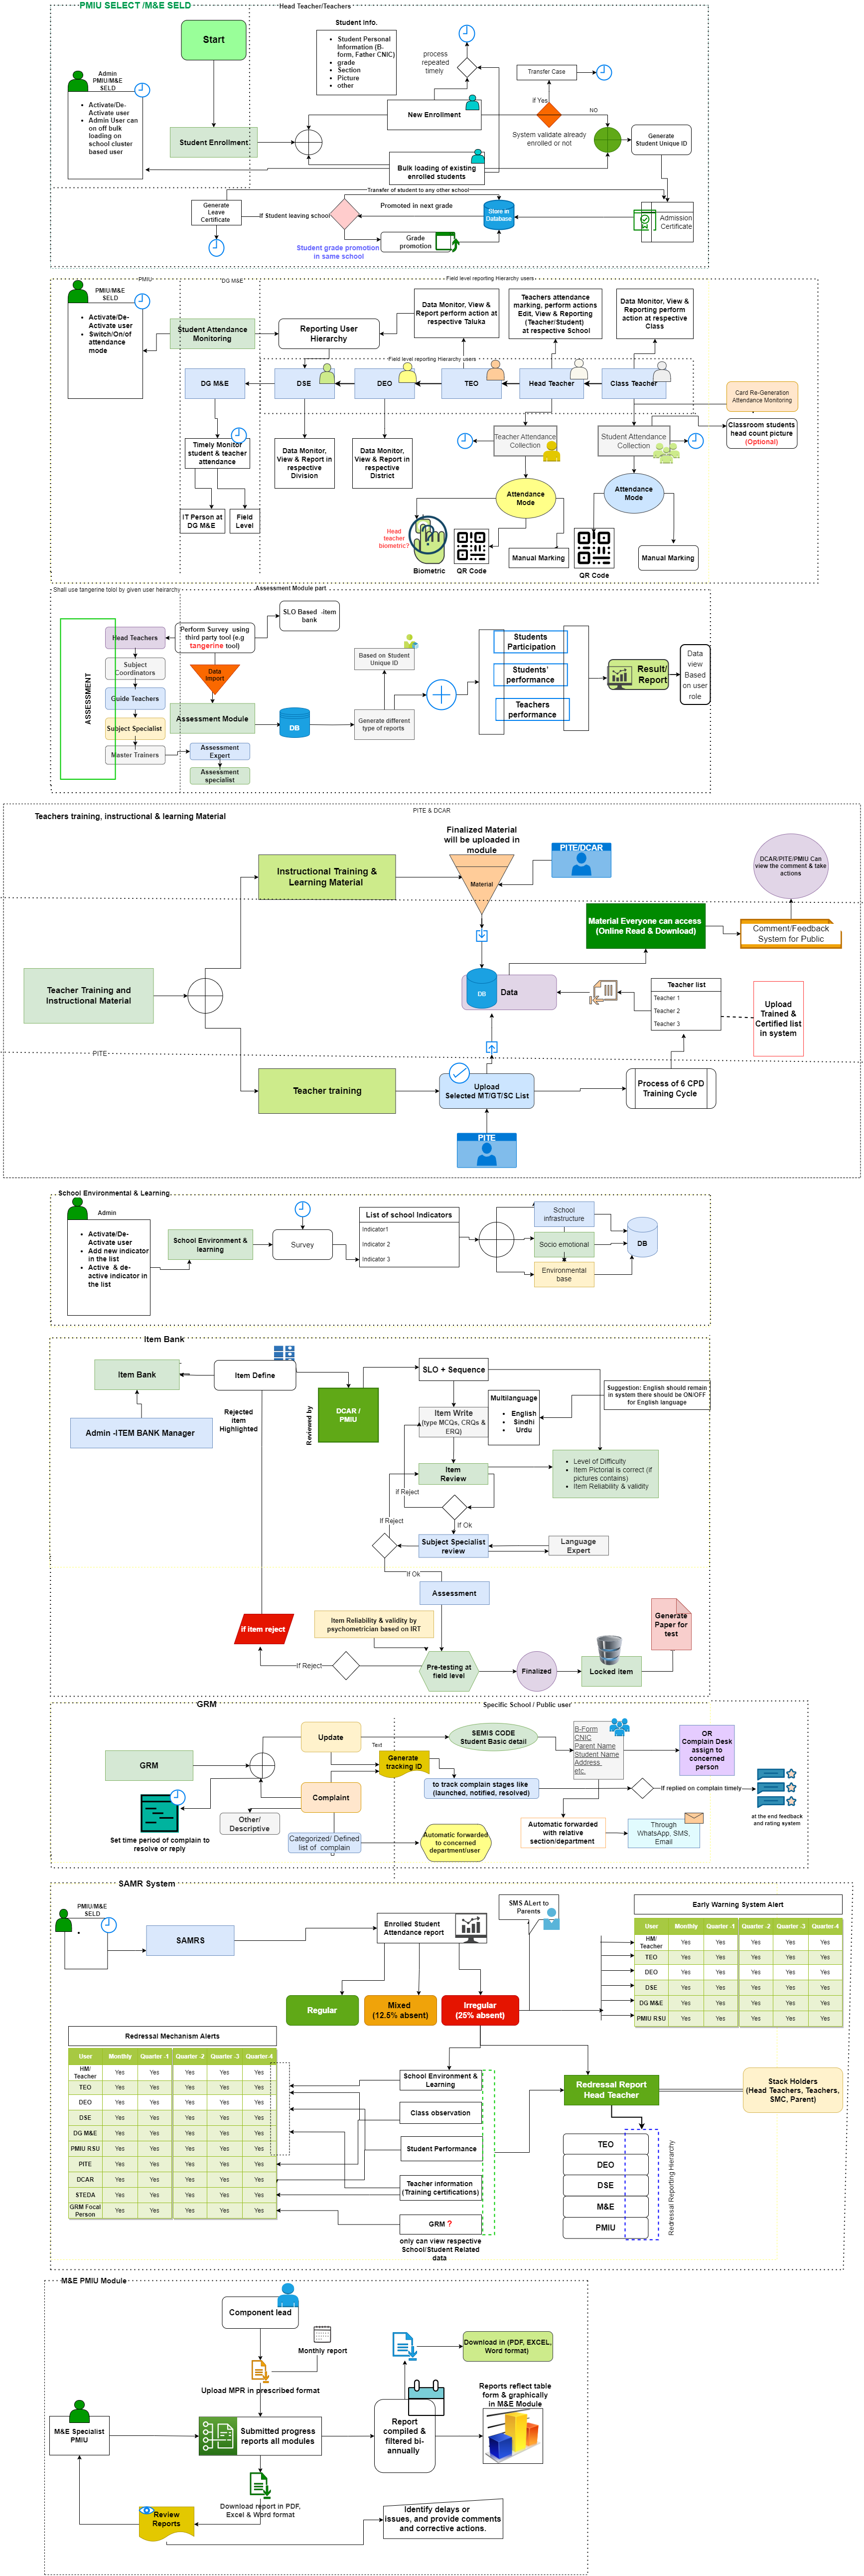 PMIU SELECT /M&E SELD
Head Teacher/Teachers
Start
Student Info.
Student Personal
Information (B-
form, Father CNIC)
grade
Section
Picture
other
process
repeated
timely
Transfer Case
Admin
PMIU/M&E
SELD
Activate/De-
Activate user
Admin User can
on off bulk
loading on
school cluster
based user
if Yes
NO
New Enrollment
System validate already
enrolled or not
Generate
Student Unique ID
Student Enrollment
Bulk loading of existing
enrolled students
Transfer of student to any other school
Generate
Leave
Certificate
If Student leaving school
Promoted in next grade
Store in
Database
Admission
Certificate
Grade
promotion
Student grade promotion
in same school
PMIU
DG M&E
Field level reporting Hierarchy users
PMIU/M&E
SELD
Activate/De-
Activate user
Switch/On/of
attendance
mode
Student Attendance
Monitoring
Reporting User
Hierarchy
Data Monitor, View &
Report perform action at
respective Taluka
Teachers attendance
marking, perform actions
Edit, View & Reporting
(Teacher/Student)
at respective School
Data Monitor, View &
Reporting perform
action at respective
Class
Field level reporting Hierarchy users
DG M&E
DSE
DEO
TEO
Head Teacher
Class Teacher
Card Re-Generation
Attendance Monitoring
Classroom students
head count picture
(Optional)
Timely Monitor
student & teacher
attendance
Data Monitor,
View & Report in
respective
Division
Data Monitor,
View & Report in
respective
District
Teacher Attendance
Collection
Student Attendance
Collection
IT Person at
DG M&E
Field
Level
Attendance
Mode
Attendance
Mode
Head
teacher
biometric?
Biometric
QR Code
Manual Marking
QR Code
Manual Marking
Shall use tangerine tolol by given user heirarchy
Assessment Module part
ASSESSMENT
Head Teachers
Subject
Coordinators
Guide Teachers
Subject Specialist
Master Trainers
Perform Survey using
third party tool (e.g
tangerine tool)
SLO Based -item
bank
Data
Import
Assessment Module
Assessment
Expert
Assessment
specialist
DB
Based on Student
Unique ID
Generate different
type of reports
Students
Participation
Students'
performance
Teachers
performance
Result/
Report
Data
view
Based
on user
role
PITE & DCAR
Teachers training, instructional & learning Material
Finalized Material
will be uploaded in
module
Material
PITE/DCAR
DCAR/PITE/PMIU Can
view the comment & take
actions
Instructional Training &
Learning Material
Material Everyone can access
(Online Read & Download)
Comment/Feedback
System for Public
Teacher Training and
Instructional Material
DB
Data
Teacher list
Teacher 1
Teacher 2
Teacher 3
Upload
Trained &
Certified list
in system
PITE
Teacher training
Upload
Selected MT/GT/SC List
Process of 6 CPD
Training Cycle
PITE
School Environmental & Learning
Admin
Activate/De-
Activate user
Add new indicator
in the list
Active & de-
active indicator in
the list
School Environment &
learning
Survey
List of school Indicators
Indicator1
Indicator 2
Indicator 3
School
infrastructure
Socio emotional
Environmental
base
DB
Item Bank
Item Bank
Item Define
Admin -ITEM BANK Manager
Rejected
item
Highlighted
Reviewed by
DCAR /
PMIU
SLO + Sequence
Item Write
(type MCQs, CRQs &
ERQ)
Multilanguage
English
Sindhi
Urdu
Suggestion: English should remain
in system there should be ON/OFF
for English language
Item
Review
Level of Difficulty
Item Pictorial is correct (if
pictures contains)
Item Reliability & validity
if Reject
If Ok
If Reject
Subject Specialist
review
Language
Expert
If Ok
Assessment
if item reject
Item Reliability & validity by
psychometrician based on IRT
If Reject
Pre-testing at
field level
Finalized
Locked item
Generate
Paper for
test
GRM
Specific School / Public user
GRM
Update
Text
Generate
tracking ID
SEMIS CODE
Student Basic detail
B-Form
CNIC
Parent Name
Student Name
Address
etc.
OR
Complain Desk
assign to
concerned
person
Complaint
to track complain stages like
(launched, notified, resolved)
If replied on complain timely
Set time period of complain to
resolve or reply
Other/
Descriptive
Categorized/ Defined
list of complain
Automatic forwarded
to concerned
department/user
Automatic forwarded
with relative
section/department
Through
WhatsApp, SMS,
Email
at the end feedback
and rating system
SAMR System
PMIU/M&E
SELD
SAMRS
Enrolled Student
Attendance report
SMS ALert to
Parents
Early Warning System Alert
User Monthly Quarter -1 Quarter -2 Quarter -3 Quarter-4
HM/
Teacher Yes Yes Yes Yes Yes
TEO Yes Yes Yes Yes Yes
DEO Yes Yes Yes Yes Yes
DSE Yes Yes Yes Yes Yes
DG M&E Yes Yes Yes Yes Yes
PMIU RSU Yes Yes Yes Yes Yes
Regular
Mixed
(12.5% absent)
Irregular
(25% absent)
Redressal Mechanism Alerts
User Monthly Quarter -1 Quarter -2 Quarter -3 Quarter-4
HM/
Teacher Yes Yes Yes Yes Yes
TEO Yes Yes Yes Yes Yes
DEO Yes Yes Yes Yes Yes
DSE Yes Yes Yes Yes Yes
DG M&E Yes Yes Yes Yes Yes
PMIU RSU Yes Yes Yes Yes Yes
PITE Yes Yes Yes Yes Yes
DCAR Yes Yes Yes Yes Yes
STEDA Yes Yes Yes Yes Yes
GRM Focal
Person Yes Yes Yes Yes Yes
School Environment &
Learning
Class observation
Student Performance
Teacher information
(Training certifications)
GRM ?
only can view respective
School/Student Related
data
Redressal Report
Head Teacher
Stack Holders
(Head Teachers, Teachers,
SMC, Parent)
TEO
DEO
DSE
M&E
PMIU
Redressal Reporting Hierarchy
M&E PMIU Module
Component lead
Monthly report
Upload MPR in prescribed format
Download in (PDF, EXCEL,
Word format)
M&E Specialist
PMIU
Submitted progress
reports all modules
Report
compiled &
filtered bi-
annually
Reports reflect table
form & graphically
in M&E Module
Download report in PDF,
Excel & Word format
Review
Reports
Identify delays or
issues, and provide comments
and corrective actions.